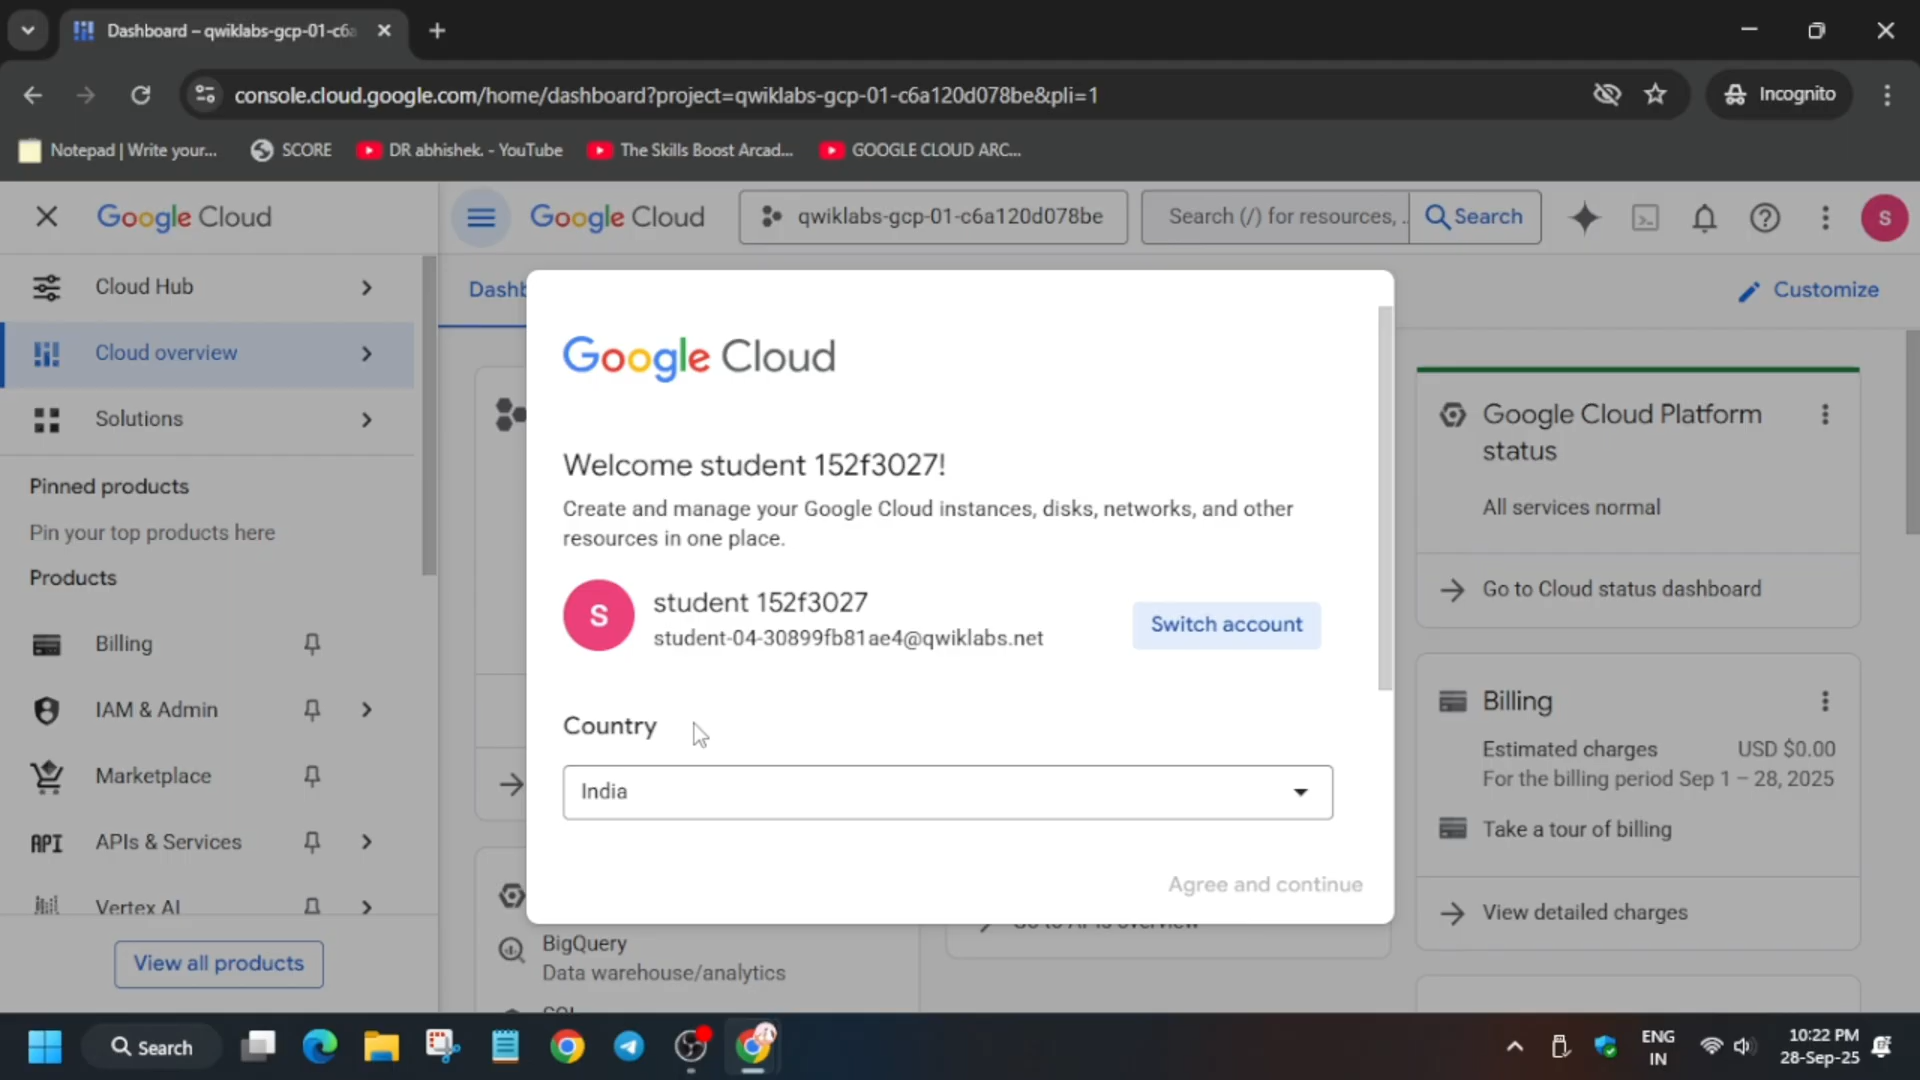 Dashboard – qwiklabs-gcp-01-c6a
console.cloud.google.com/home/dashboard?project=qwiklabs-gcp-01-c6a120d078be&pli=1
Incognito
Notepad | Write your...
SCORE
DR abhishek. - YouTube
The Skills Boost Arcad...
GOOGLE CLOUD ARC...
Google Cloud
Google Cloud
qwiklabs-gcp-01-c6a120d078be
Search (/) for resources, ..
Search
S
Cloud Hub
Cloud overview
Solutions
Pinned products
Pin your top products here
Products
Billing
IAM & Admin
Marketplace
API APIs & Services
Vertex AI
View all products
Dashb
Customize
Google Cloud
Welcome student 152f3027!
Create and manage your Google Cloud instances, disks, networks, and other
resources in one place.
S
student 152f3027
student-04-30899fb81ae4@qwiklabs.net
Switch account
Country
India
Agree and continue
BigQuery
Data warehouse/analytics
Google Cloud Platform
status
All services normal
Go to Cloud status dashboard
Billing
Estimated charges USD $0.00
For the billing period Sep 1 – 28, 2025
Take a tour of billing
View detailed charges
Search
ENG
IN
10:22 PM
28-Sep-25